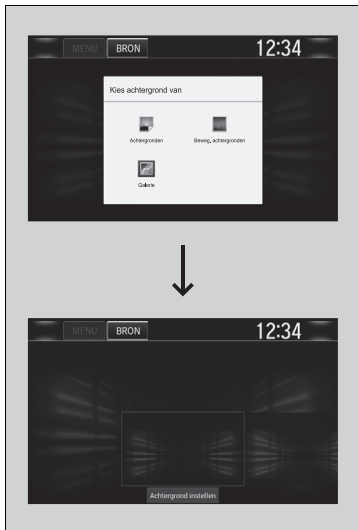 MENU BRON 12:34
Kies achtergrond van
Achtergronden Beweg, achtergronden
Galerie
MENU BRON 12:34
Achtergrond instellen